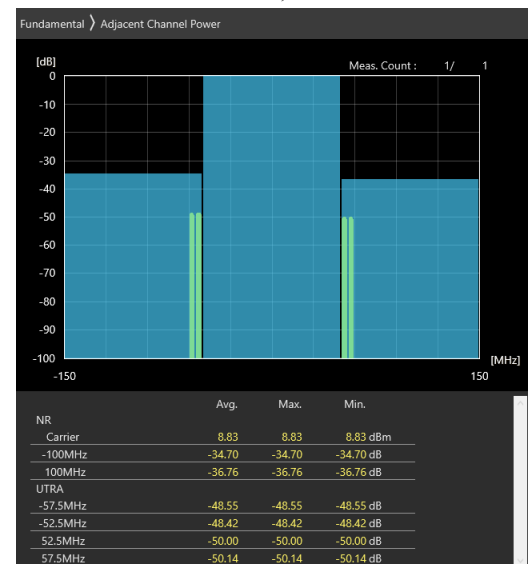 Fundamental 》 Adjacent Channel Power
[dB]
Meas. Count : 1/ 1
0
-10
-20
-30
-40
-50
-60
-70
-80
-90
-100
[MHz]
-150 150
Avg. Max. Min.
NR
Carrier 8.83 8.83 8.83 dBm
-100MHz -34.70 -34.70 -34.70 dB
100MHz -36.76 -36.76 -36.76 dB
UTRA
-57.5MHz -48.55 -48.55 -48.55 dB
-52.5MHz -48.42 -48.42 -48.42 dB
52.5MHz -50.00 -50.00 -50.00 dB
57.5MHz -50.14 -50.14 -50.14 dB